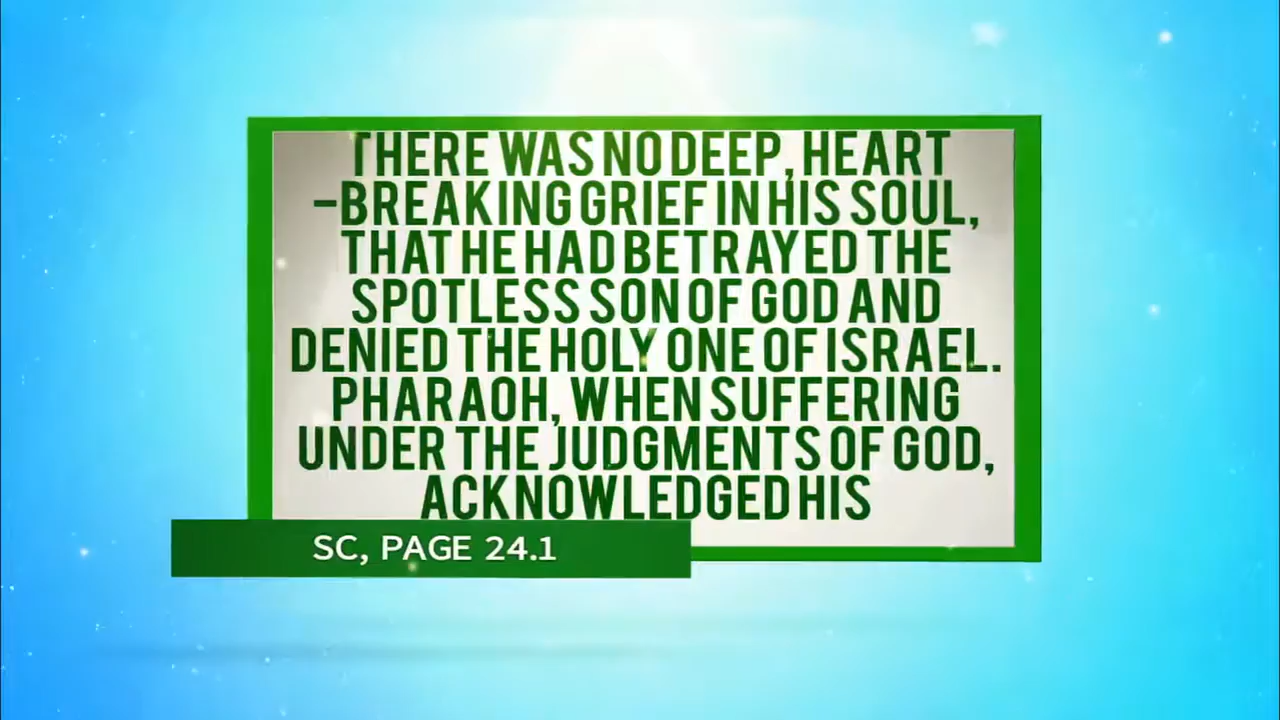 THERE WAS NO DEEP, HEART
-BREAKING GRIEF IN HIS SOUL,
THAT HE HAD BETRAYED THE
SPOTLESS SON OF GOD AND
DENIED THE HOLY ONE OF ISRAEL.
PHARAOH, WHEN SUFFERING
UNDER THE JUDGMENTS OF GOD,
ACKNOWLEDGED HIS
SC, PAGE 24.1